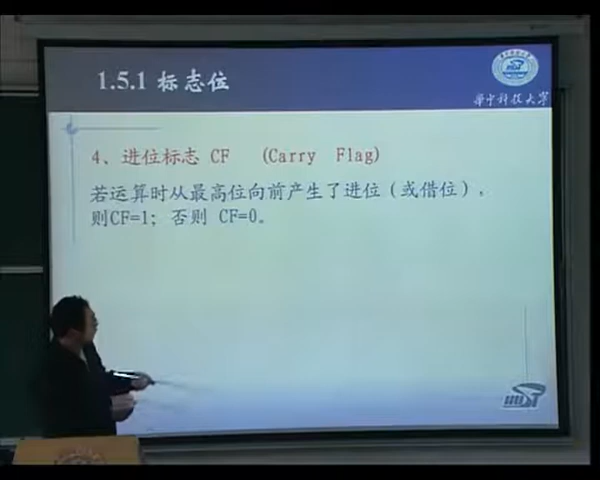 1.5.1 标志位
华中科技大学
4、进位标志 CF (Carry Flag)
若运算时从最高位向前产生了进位（或借位），
则CF=1；否则 CF=0。